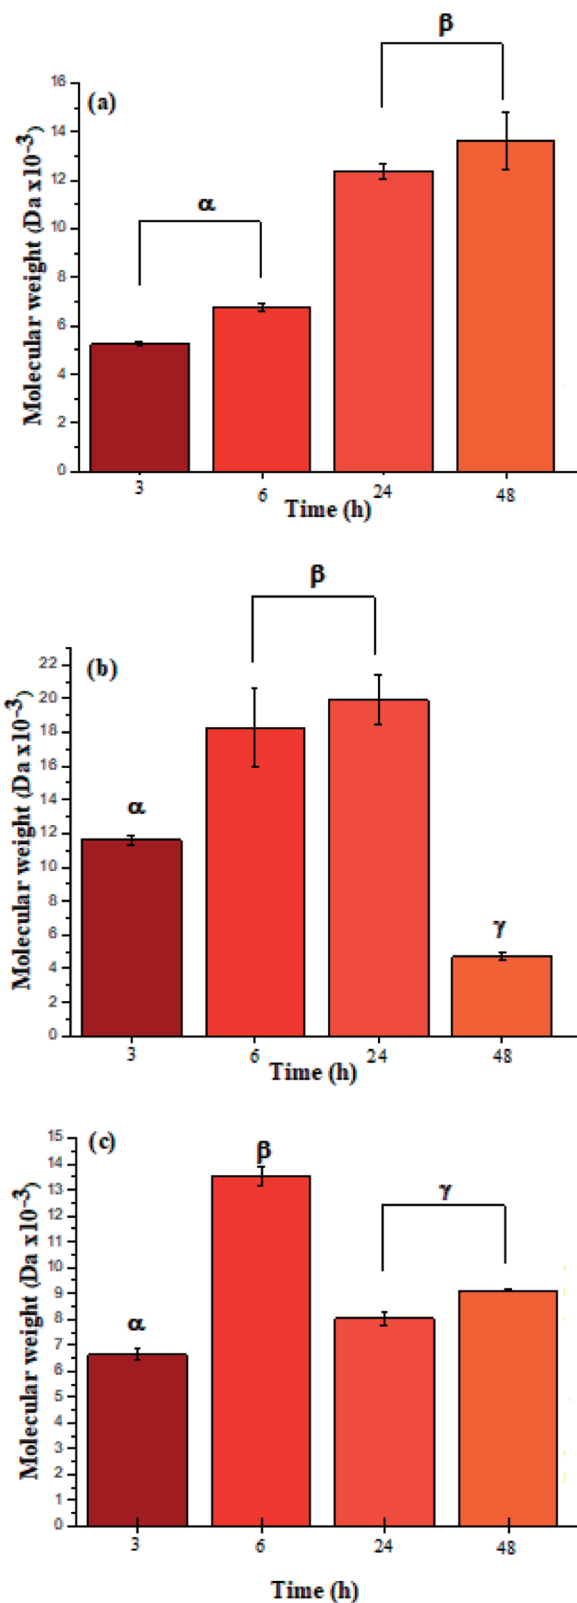 β
(a)
Molecular weight (Da x10⁻³)
16
14
12
10
8
6
4
2
0
α
3 6 24 48
Time (h)
β
(b)
Molecular weight (Da x10⁻³)
22
20
18
16
14
12
10
8
6
4
2
0
α
γ
3 6 24 48
Time (h)
(c)
Molecular weight (Da x10⁻³)
15
14
13
12
11
10
9
8
7
6
5
4
3
2
1
0
β
γ
α
3 6 24 48
Time (h)